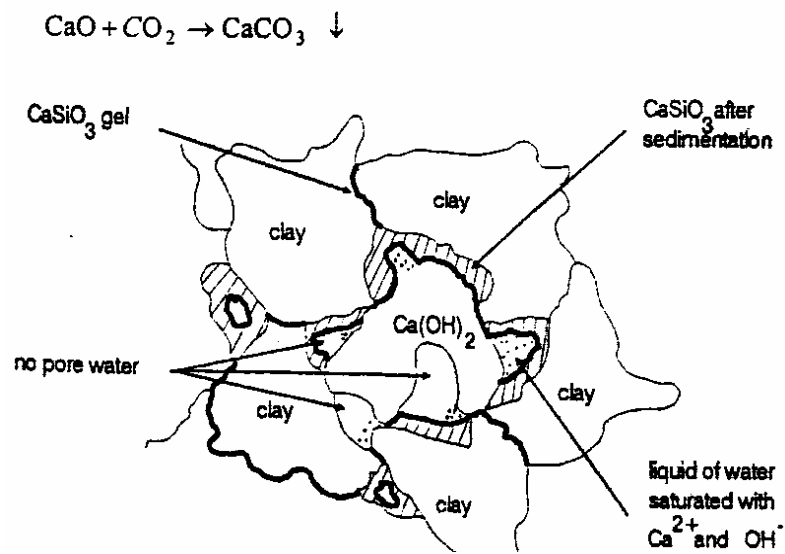 CaO + CO₂ → CaCO₃ ↓
CaSiO₃ gel
CaSiO₃ after
sedimentation
clay
clay
Ca(OH)₂
no pore water
clay
clay
clay
liquid of water
saturated with
Ca²⁺ and OH⁻